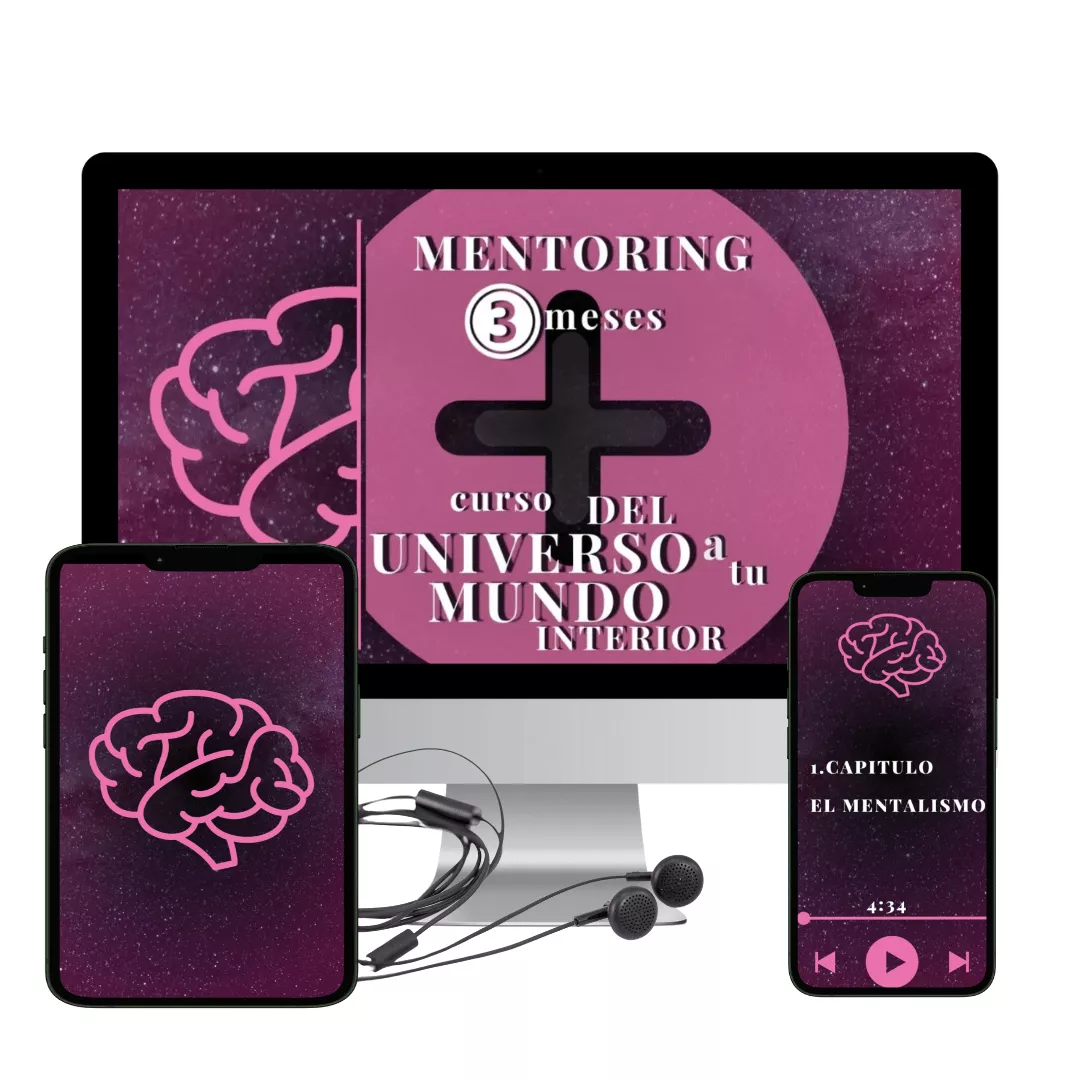 MENTORING
3 meses
curso DEL
UNIVERSO a
tu
MUNDO
INTERIOR
1.CAPITULO
EL MENTALISMO
4:34